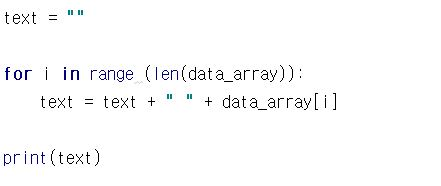 text = ""
for i in range (len(data_array)):
    text = text + " " + data_array[i]
print(text)